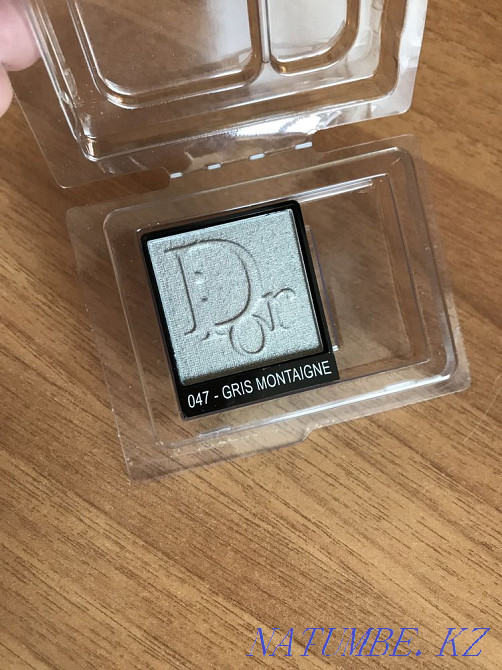 Dior
047 - GRIS MONTAIGNE
NATUMBE. KZ